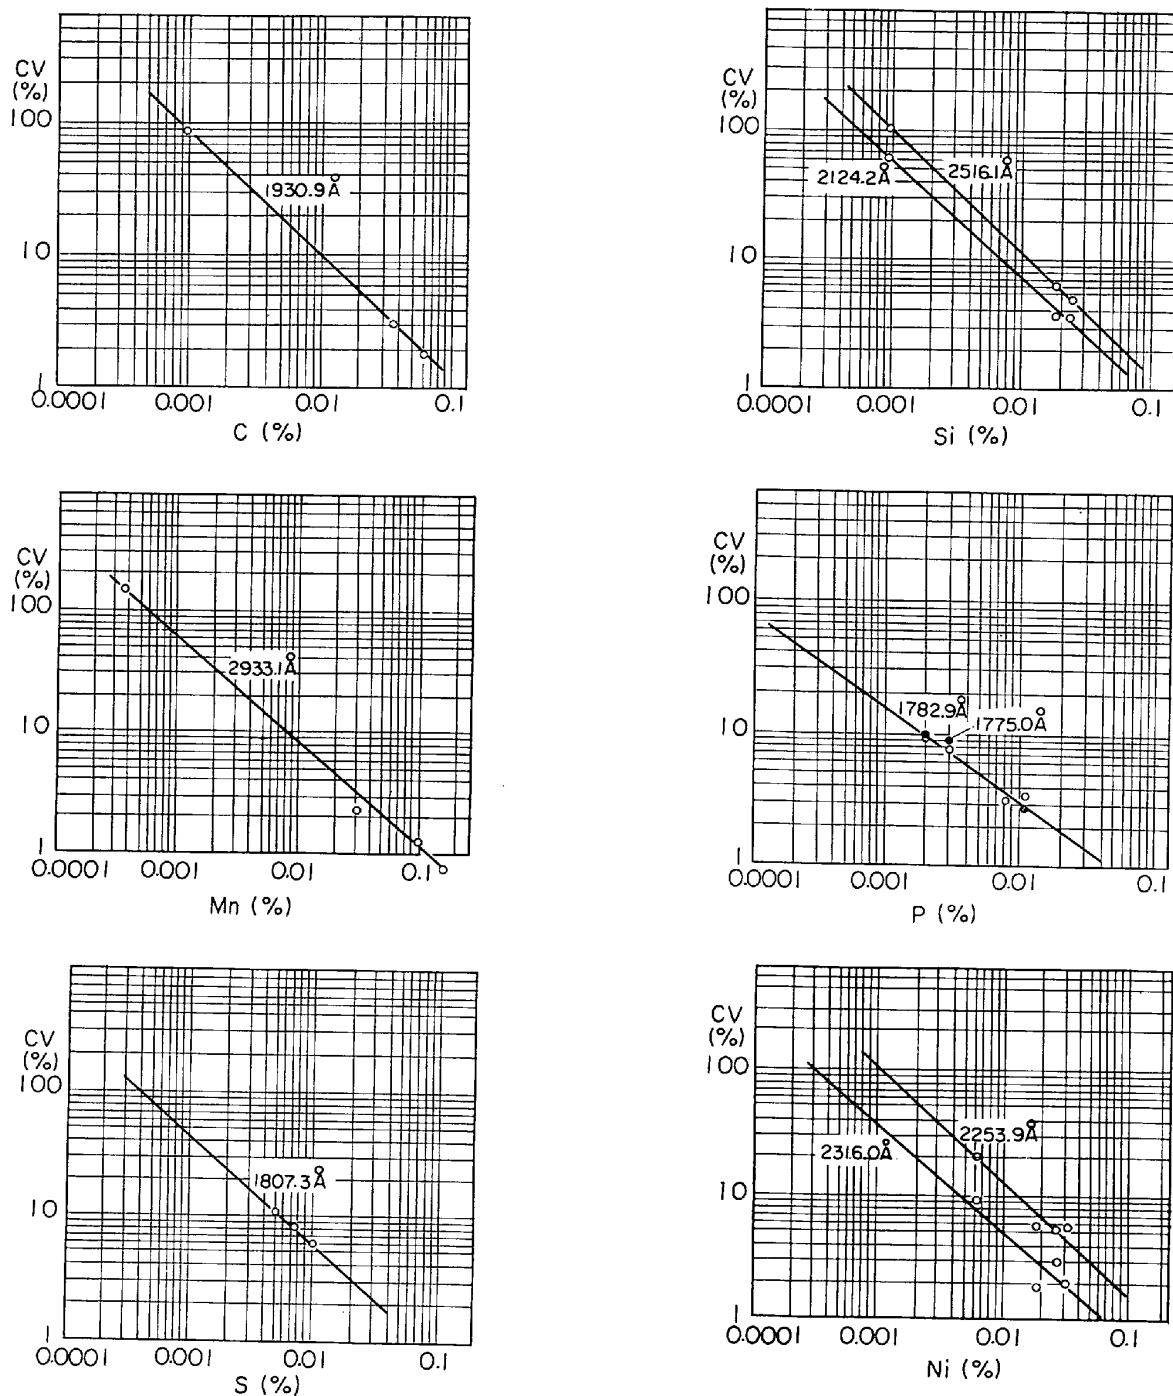 CV
(%)
100
10
1
0.0001 0.001 0.01 0.1
C (%)
1930.9Å
CV
(%)
100
10
1
0.0001 0.001 0.01 0.1
Si (%)
2124.2Å
2516.1Å
CV
(%)
100
10
1
0.0001 0.001 0.01 0.1
Mn (%)
2933.1Å
CV
(%)
100
10
1
0.0001 0.001 0.01 0.1
P (%)
1782.9Å
1775.0Å
CV
(%)
100
10
1
0.0001 0.001 0.01 0.1
S (%)
1807.3Å
CV
(%)
100
10
1
0.0001 0.001 0.01 0.1
Ni (%)
2316.0Å
2253.9Å